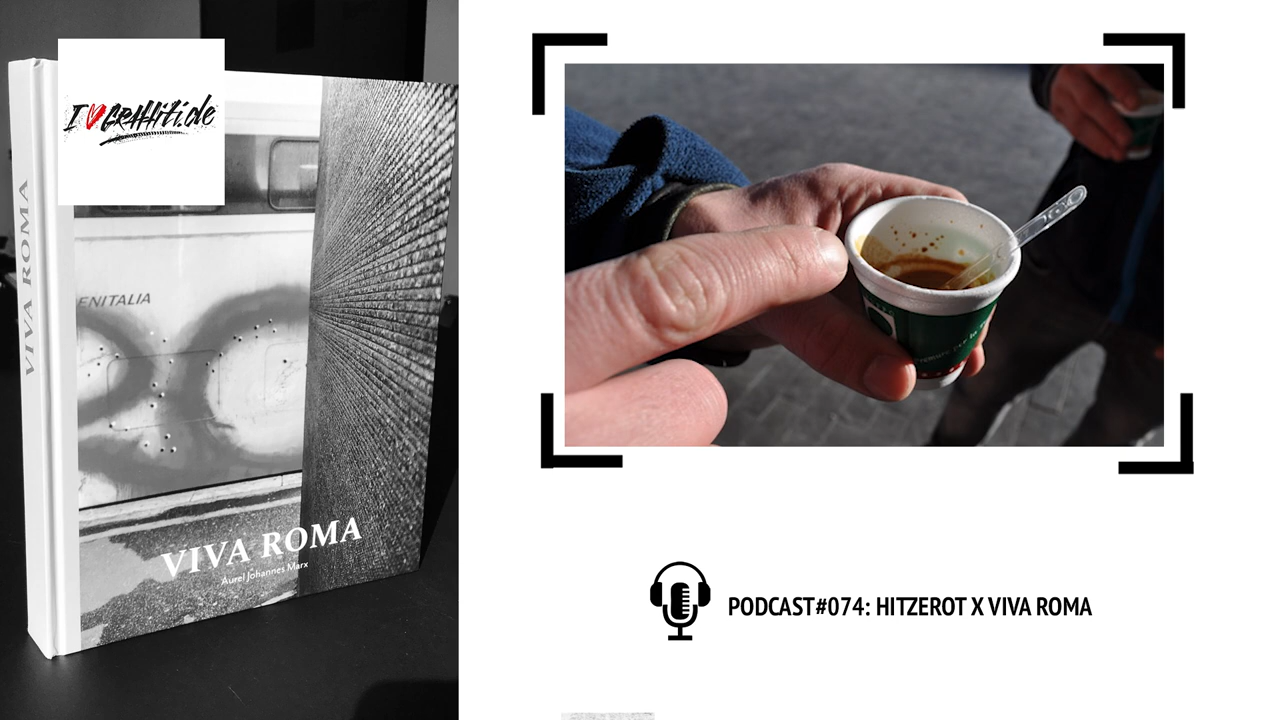 I ❤ GRAFFITI.de
VIVA ROMA
ENITALIA
VIVA ROMA
Aurel Johannes Marx
PODCAST#074: HITZEROT X VIVA ROMA